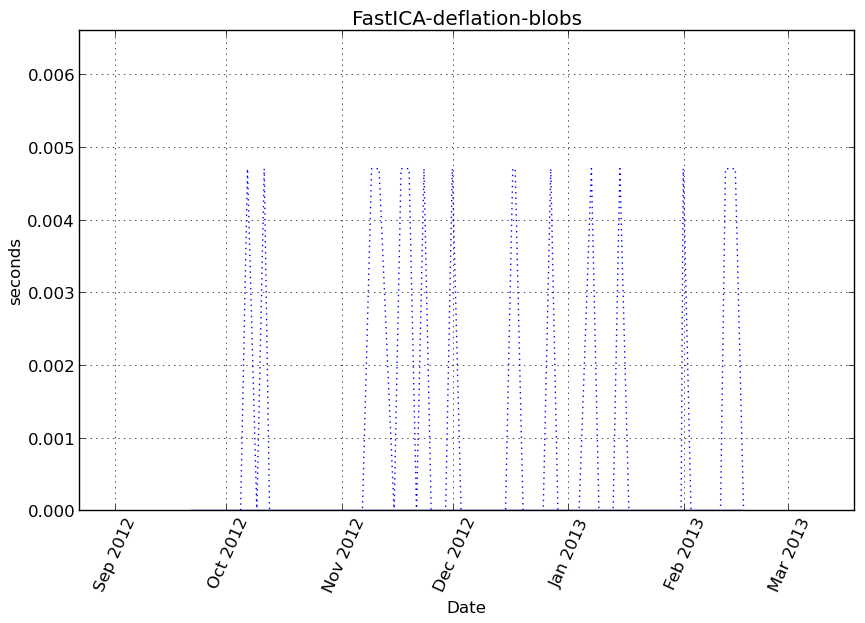 FastICA-deflation-blobs
0.006
0.005
0.004
0.003
0.002
0.001
0.000
seconds
Sep 2012
Oct 2012
Nov 2012
Dec 2012
Jan 2013
Feb 2013
Mar 2013
Date